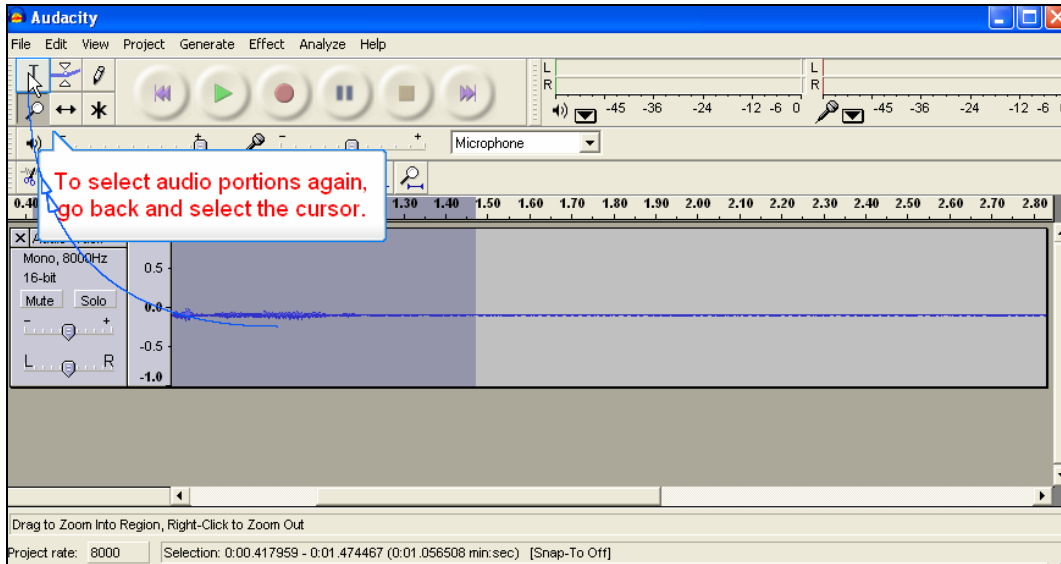 Audacity
File Edit View Project Generate Effect Analyze Help
L
R
-45 -36 -24 -12 -6 0
L
R
-45 -36 -24 -12 -6
- + - + Microphone
To select audio portions again,
go back and select the cursor.
1.30 1.40 1.50 1.60 1.70 1.80 1.90 2.00 2.10 2.20 2.30 2.40 2.50 2.60 2.70 2.80
Mono, 8000Hz
16-bit
Mute Solo
- +
L R
0.5
0.0
-0.5
-1.0
Drag to Zoom Into Region, Right-Click to Zoom Out
Project rate: 8000 Selection: 0:00.417959 - 0:01.474467 (0:01.056508 min:sec) [Snap-To Off]